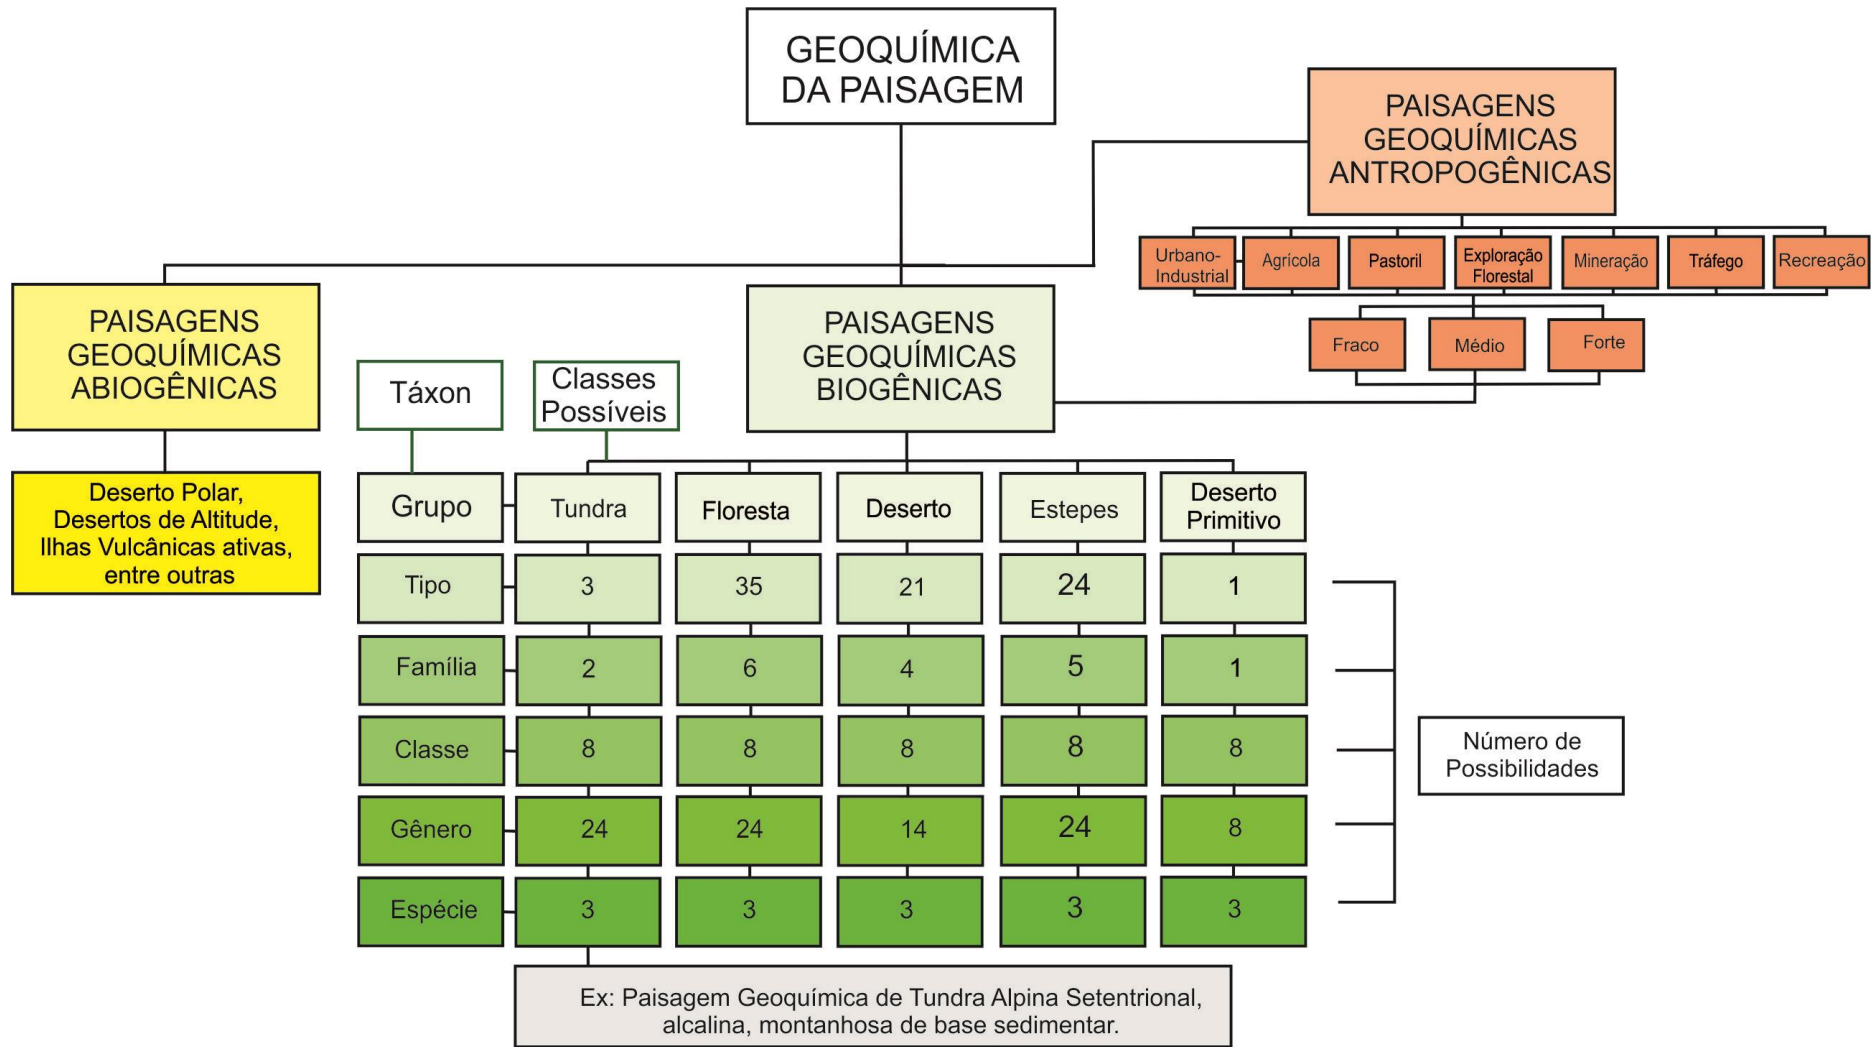 GEOQUÍMICA
DA PAISAGEM
PAISAGENS
GEOQUÍMICAS
ANTROPOGÊNICAS
Urbano-
Industrial
Agrícola
Pastoril
Exploração
Florestal
Mineração
Tráfego
Recreação
Fraco
Médio
Forte
PAISAGENS
GEOQUÍMICAS
ABIOGÊNICAS
Deserto Polar,
Desertos de Altitude,
Ilhas Vulcânicas ativas,
entre outras
PAISAGENS
GEOQUÍMICAS
BIOGÊNICAS
Táxon
Classes
Possíveis
Grupo
Tundra
Floresta
Deserto
Estepes
Deserto
Primitivo
Tipo
3
35
21
24
1
Família
2
6
4
5
1
Classe
8
8
8
8
8
Gênero
24
24
14
24
8
Espécie
3
3
3
3
3
Número de
Possibilidades
Ex: Paisagem Geoquímica de Tundra Alpina Setentrional,
alcalina, montanhosa de base sedimentar.